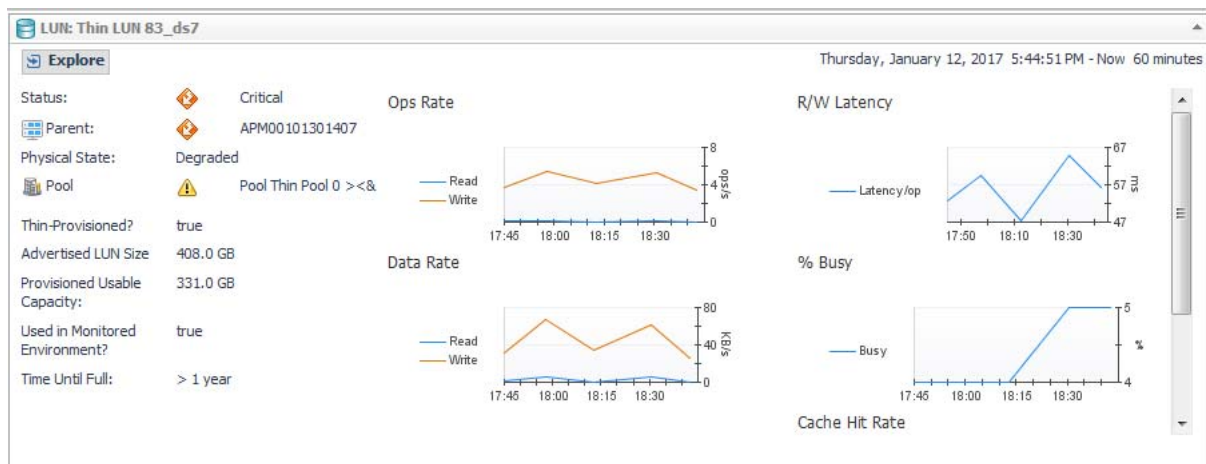 LUN: Thin LUN 83_ds7
Explore
Thursday, January 12, 2017 5:44:51 PM - Now 60 minutes
Status: Critical
Parent: APM00101301407
Physical State: Degraded
Pool Pool Thin Pool 0 ><&
Thin-Provisioned? true
Advertised LUN Size 408.0 GB
Provisioned Usable Capacity: 331.0 GB
Used in Monitored Environment? true
Time Until Full: > 1 year
Ops Rate
Read
Write
8
4
0
ops/s
17:45 18:00 18:15 18:30
Data Rate
Read
Write
80
40
0
KB/s
17:45 18:00 18:15 18:30
R/W Latency
Latency/op
67
57
47
ms
17:50 18:10 18:30
% Busy
Busy
5
4
%
17:45 18:00 18:15 18:30
Cache Hit Rate